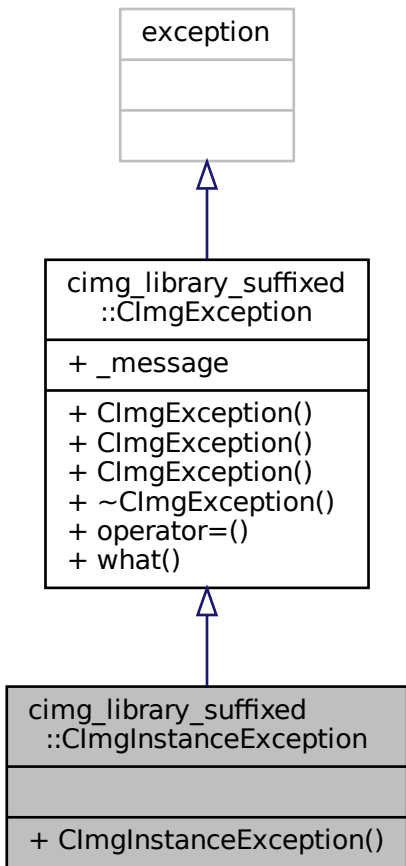 exception
cimg_library_suffixed
::CImgException
+ _message
+ CImgException()
+ CImgException()
+ CImgException()
+ ~CImgException()
+ operator=()
+ what()
cimg_library_suffixed
::CImgInstanceException
+ CImgInstanceException()